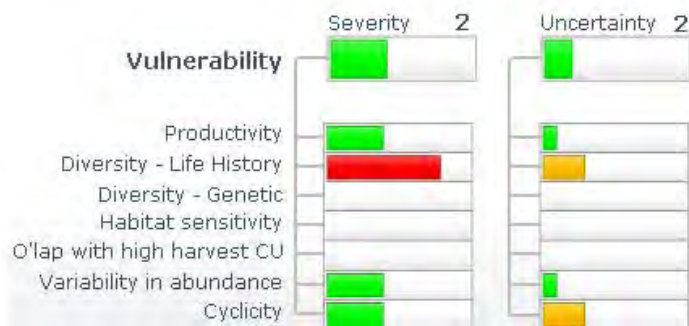 Severity 2 Uncertainty 2
Vulnerability
Productivity
Diversity - Life History
Diversity - Genetic
Habitat sensitivity
O'lap with high harvest CU
Variability in abundance
Cyclicity